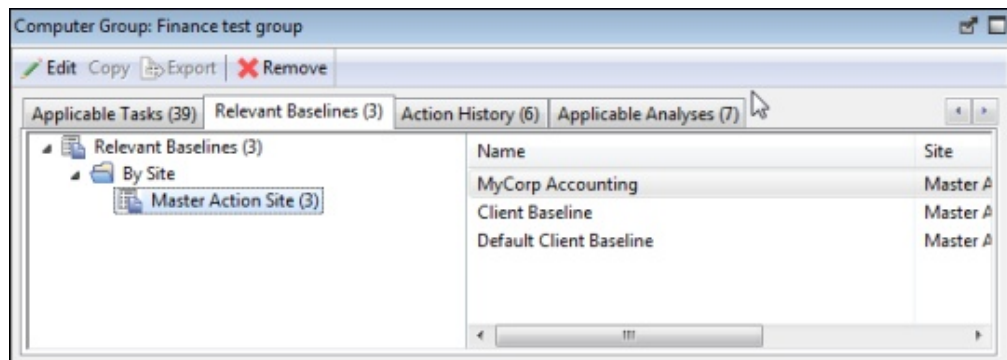 Computer Group: Finance test group
Edit Copy Export Remove
Applicable Tasks (39) Relevant Baselines (3) Action History (6) Applicable Analyses (7)
Relevant Baselines (3)
By Site
Master Action Site (3)
Name Site
MyCorp Accounting Master A
Client Baseline Master A
Default Client Baseline Master A